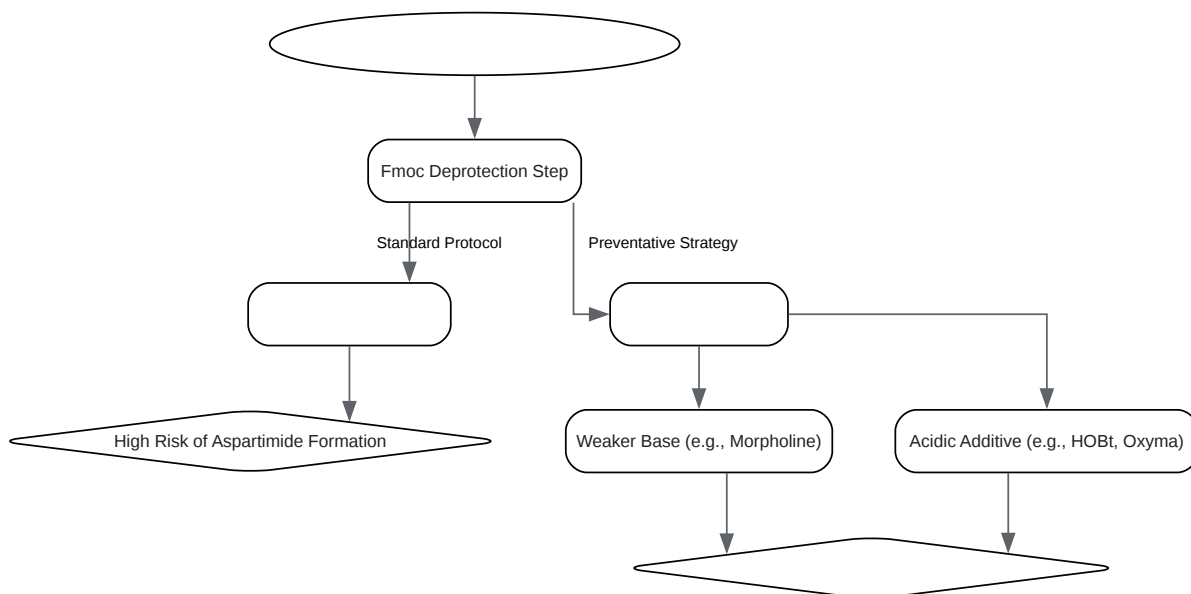 Fmoc Deprotection Step
Standard Protocol
Preventative Strategy
High Risk of Aspartimide Formation
Weaker Base (e.g., Morpholine)
Acidic Additive (e.g., HOBt, Oxyma)